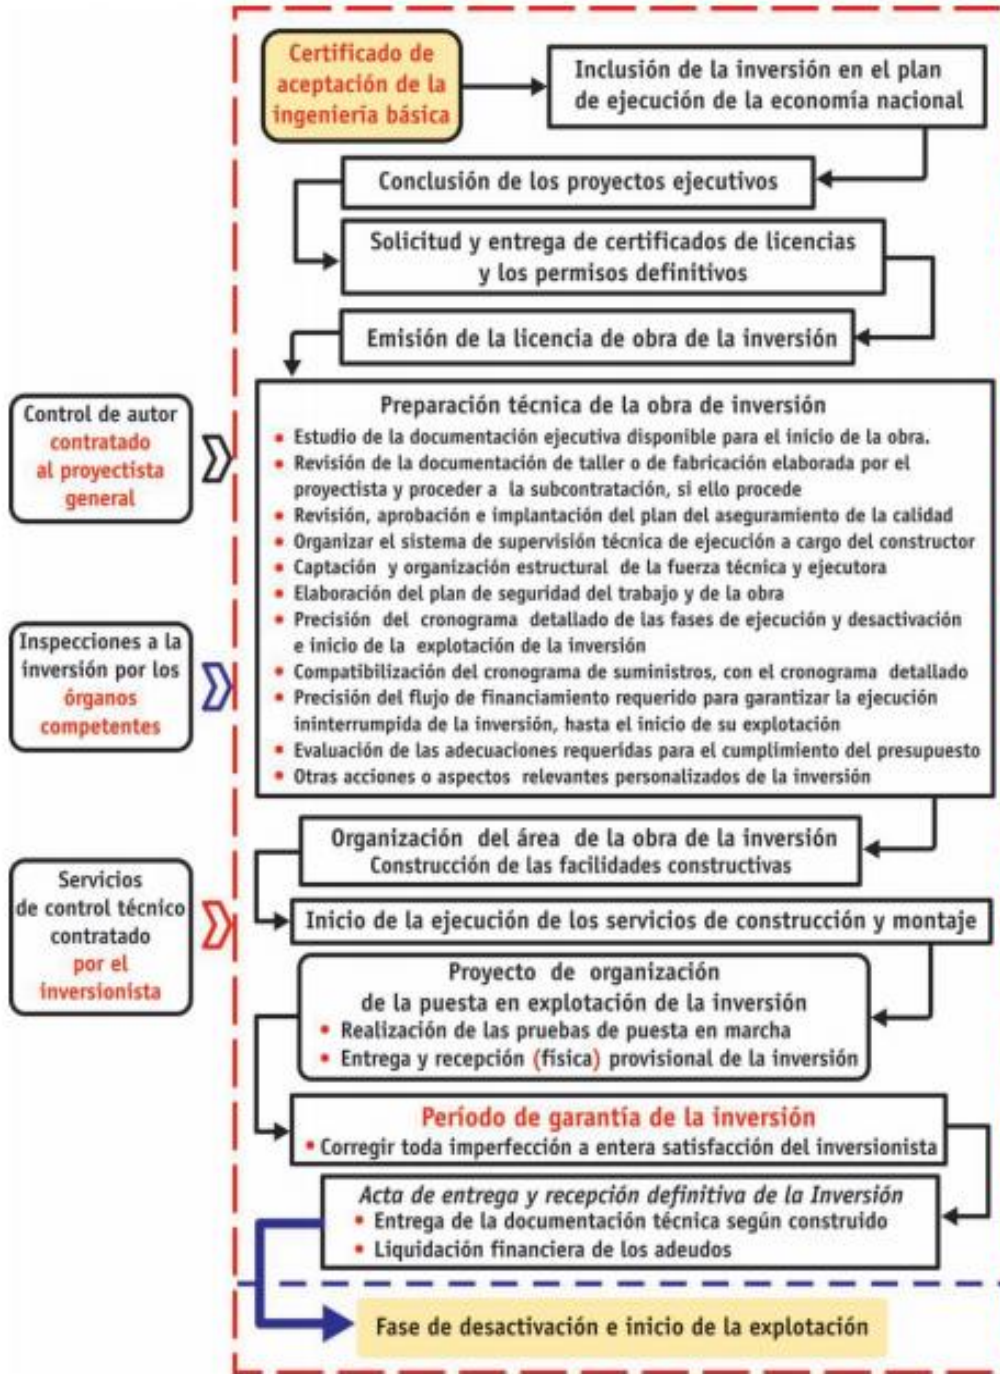 Certificado de
aceptación de la
ingeniería básica
Inclusión de la inversión en el plan
de ejecución de la economía nacional
Conclusión de los proyectos ejecutivos
Solicitud y entrega de certificados de licencias
y los permisos definitivos
Emisión de la licencia de obra de la inversión
Control de autor
contratado
al proyectista
general
Inspecciones a la
inversión por los
órganos
competentes
Servicios
de control técnico
contratado
por el
inversionista
Preparación técnica de la obra de inversión
• Estudio de la documentación ejecutiva disponible para el inicio de la obra.
• Revisión de la documentación de taller o de fabricación elaborada por el
proyectista y proceder a la subcontratación, si ello procede
• Revisión, aprobación e implantación del plan del aseguramiento de la calidad
• Organizar el sistema de supervisión técnica de ejecución a cargo del constructor
• Captación y organización estructural de la fuerza técnica y ejecutora
• Elaboración del plan de seguridad del trabajo y de la obra
• Precisión del cronograma detallado de las fases de ejecución y desactivación
e inicio de la explotación de la inversión
• Compatibilización del cronograma de suministros, con el cronograma detallado
• Precisión del flujo de financiamiento requerido para garantizar la ejecución
ininterrumpida de la inversión, hasta el inicio de su explotación
• Evaluación de las adecuaciones requeridas para el cumplimiento del presupuesto
• Otras acciones o aspectos relevantes personalizados de la inversión
Organización del área de la obra de la inversión
Construcción de las facilidades constructivas
Inicio de la ejecución de los servicios de construcción y montaje
Proyecto de organización
de la puesta en explotación de la inversión
• Realización de las pruebas de puesta en marcha
• Entrega y recepción (física) provisional de la inversión
Período de garantía de la inversión
• Corregir toda imperfección a entera satisfacción del inversionista
Acta de entrega y recepción definitiva de la Inversión
• Entrega de la documentación técnica según construido
• Liquidación financiera de los adeudos
Fase de desactivación e inicio de la explotación